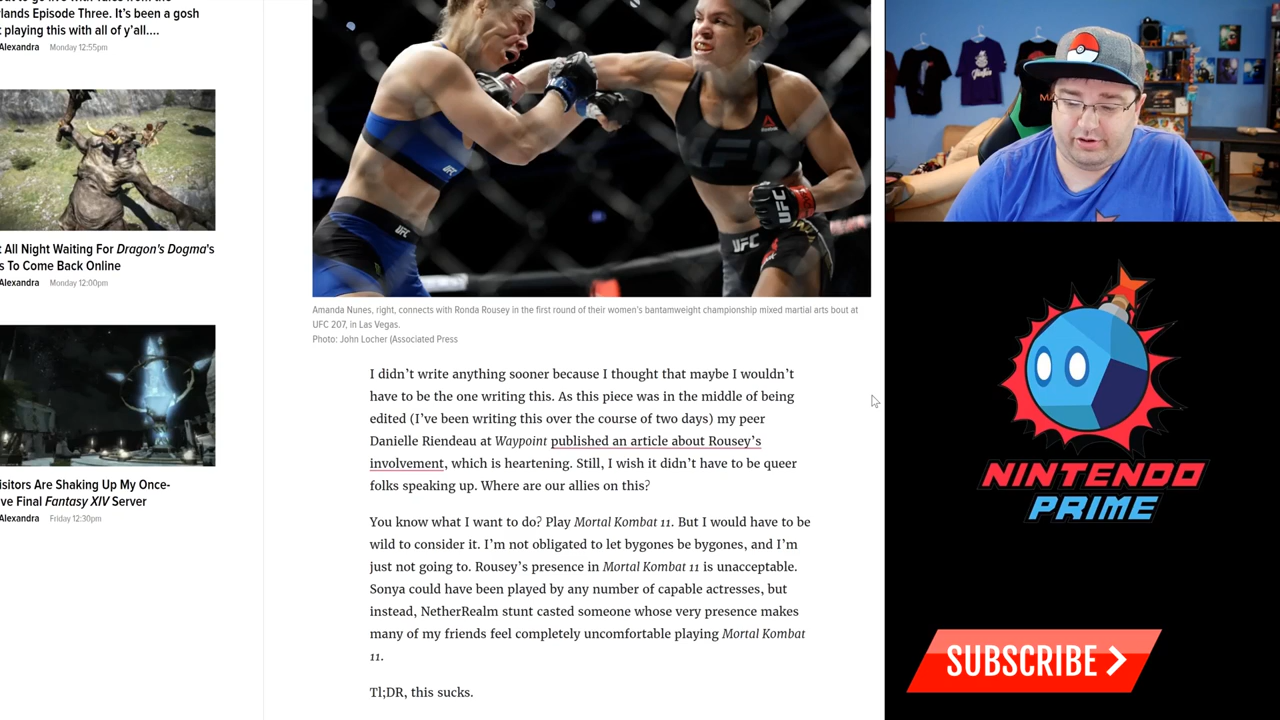 lands Episode Three. It's been a gosh
playing this with all of y'all....
Alexandra Monday 12:55pm
All Night Waiting For Dragon's Dogma's
s To Come Back Online
Alexandra Monday 12:00pm
isitors Are Shaking Up My Once-
ve Final Fantasy XIV Server
Alexandra Friday 12:30pm
UFC
UFC
UFC
UFC
Amanda Nunes, right, connects with Ronda Rousey in the first round of their women's bantamweight championship mixed martial arts bout at
UFC 207, in Las Vegas.
Photo: John Locher (Associated Press
I didn't write anything sooner because I thought that maybe I wouldn't
have to be the one writing this. As this piece was in the middle of being
edited (I've been writing this over the course of two days) my peer
Danielle Riendeau at Waypoint published an article about Rousey's
involvement, which is heartening. Still, I wish it didn't have to be queer
folks speaking up. Where are our allies on this?
You know what I want to do? Play Mortal Kombat 11. But I would have to be
wild to consider it. I'm not obligated to let bygones be bygones, and I'm
just not going to. Rousey's presence in Mortal Kombat 11 is unacceptable.
Sonya could have been played by any number of capable actresses, but
instead, NetherRealm stunt casted someone whose very presence makes
many of my friends feel completely uncomfortable playing Mortal Kombat
11.
Tl;DR, this sucks.
NINTENDO
PRIME
SUBSCRIBE